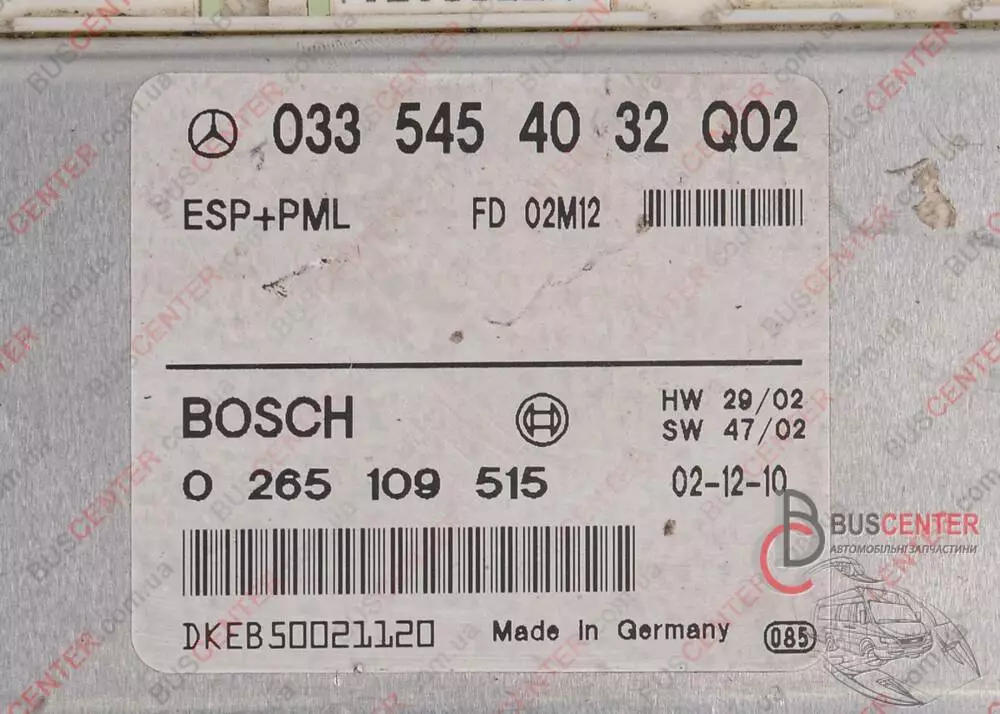 033 545 40 32 Q02
ESP+PML FD 02M12
BOSCH HW 29/02
SW 47/02
0 265 109 515 02-12-10
BUSCENTER
АВТОМОБІЛЬНІ ЗАПЧАСТИНИ
DKEB50021120 Made in Germany 085